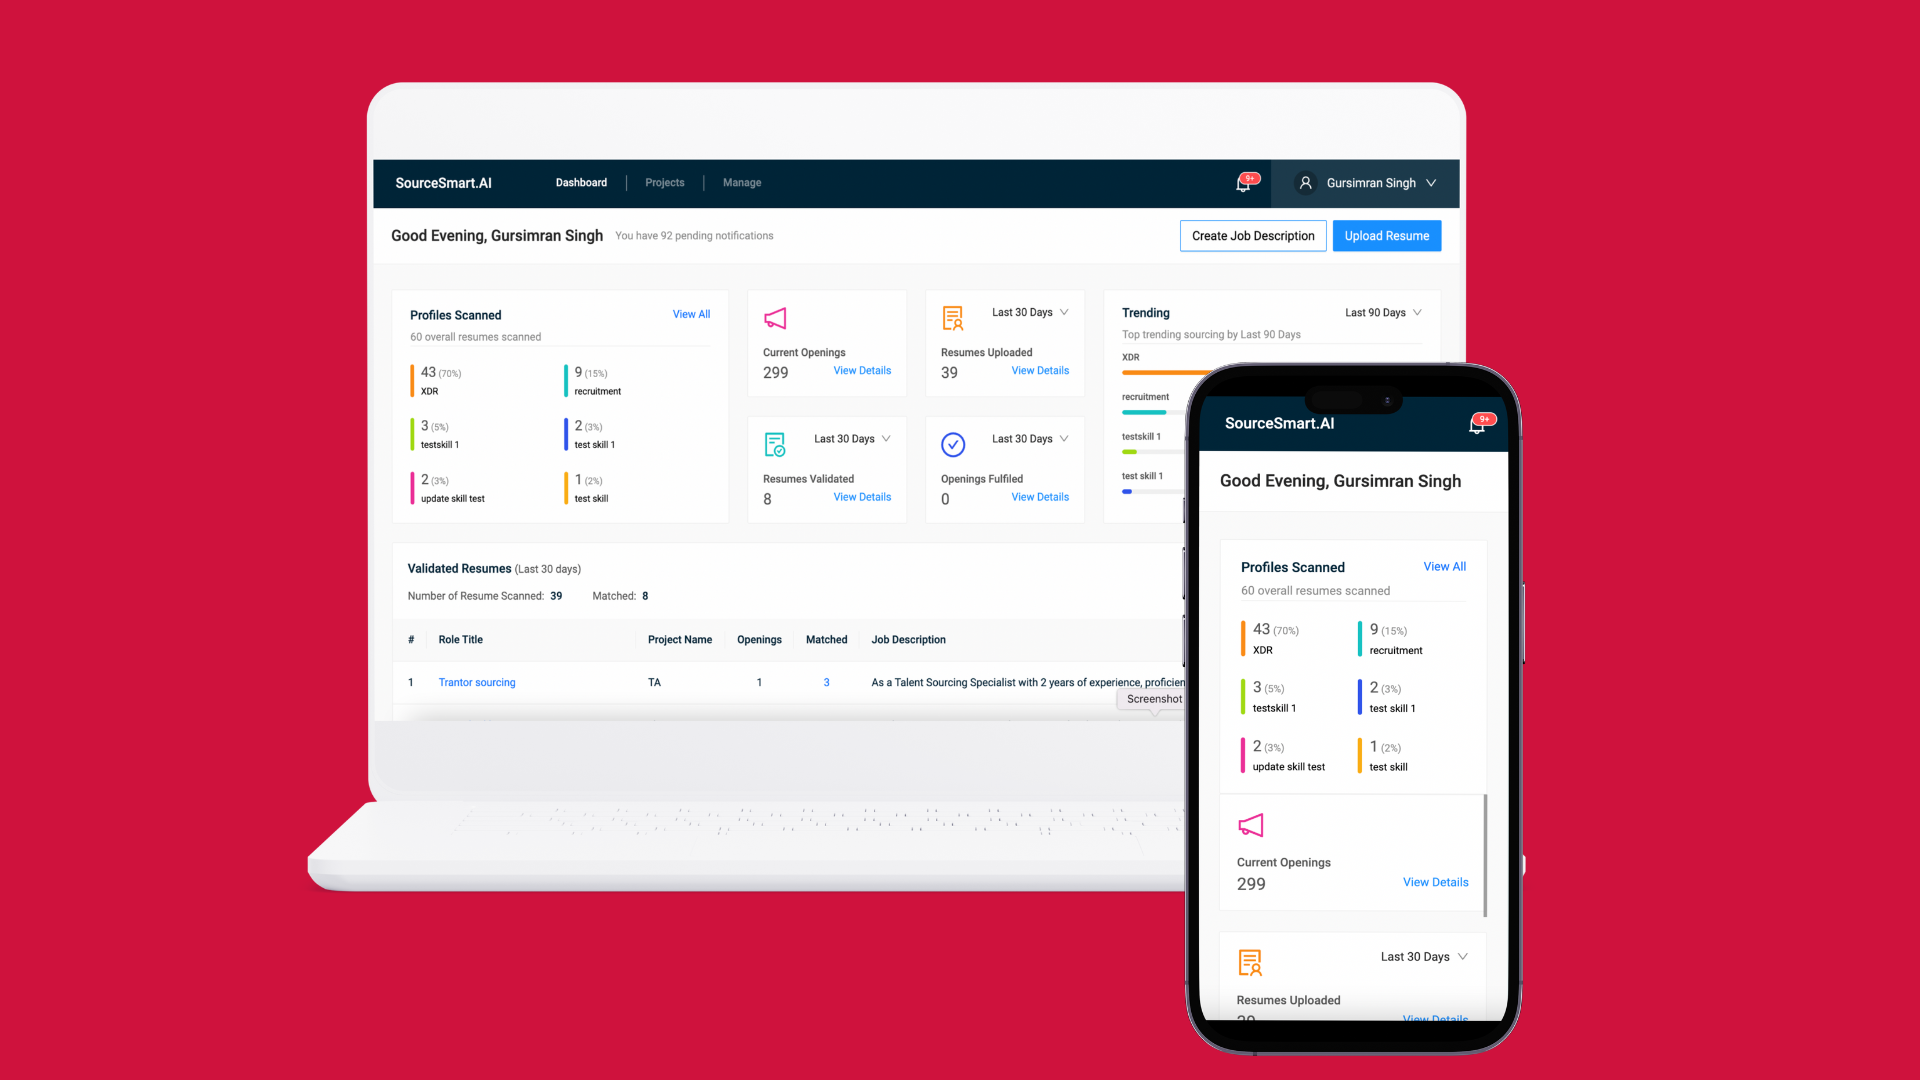 SourceSmart.AI Dashboard Projects Manage 9+ Gursimran Singh
Good Evening, Gursimran Singh You have 92 pending notifications Create Job Description Upload Resume
Profiles Scanned View All
60 overall resumes scanned
43 (70%) 9 (15%)
XDR recruitment
3 (5%) 2 (3%)
testskill 1 test skill 1
2 (3%) 1 (2%)
update skill test test skill
Current Openings
299 View Details
Last 30 Days
Resumes Uploaded
39 View Details
Last 30 Days
Resumes Validated
8 View Details
Last 30 Days
Openings Fulfiled
0 View Details
Trending Last 90 Days
Top trending sourcing by Last 90 Days
XDR
recruitment
testskill 1
test skill 1
Validated Resumes (Last 30 days)
Number of Resume Scanned: 39 Matched: 8
# Role Title Project Name Openings Matched Job Description
1 Trantor sourcing TA 1 3 As a Talent Sourcing Specialist with 2 years of experience, proficien
Screenshot
SourceSmart.AI 9+
Good Evening, Gursimran Singh
Profiles Scanned View All
60 overall resumes scanned
43 (70%) 9 (15%)
XDR recruitment
3 (5%) 2 (3%)
testskill 1 test skill 1
2 (3%) 1 (2%)
update skill test test skill
Current Openings
299 View Details
Last 30 Days
Resumes Uploaded
39 View Details